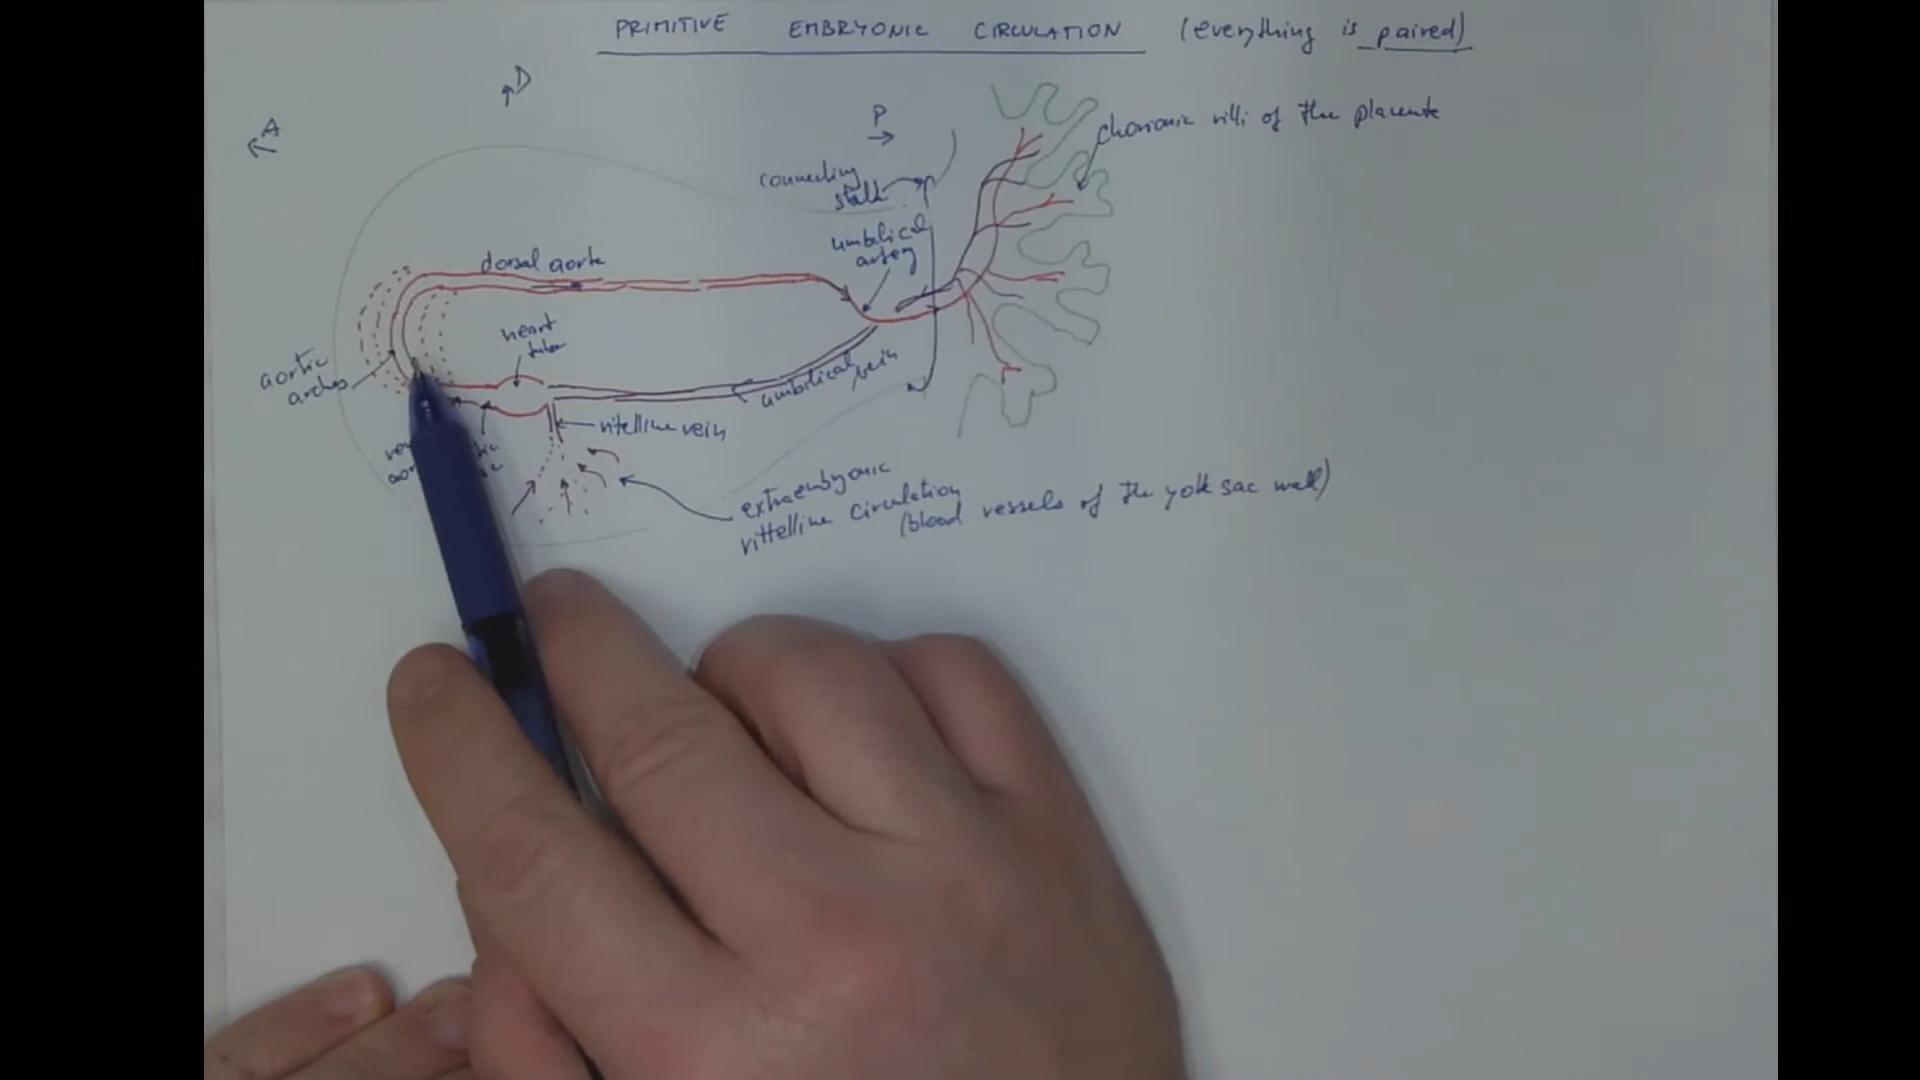 PRIMITIVE EMBRYONIC CIRCULATION (everything is paired)
D
A
P
chorionic villi of the placenta
connecting
stalk
umbilical
artery
dorsal aorta
heart
tube
aortic
arches
umbilical vein
vitelline vein
extraembryonic
vittelline circulation
(blood vessels of the yolk sac wall)